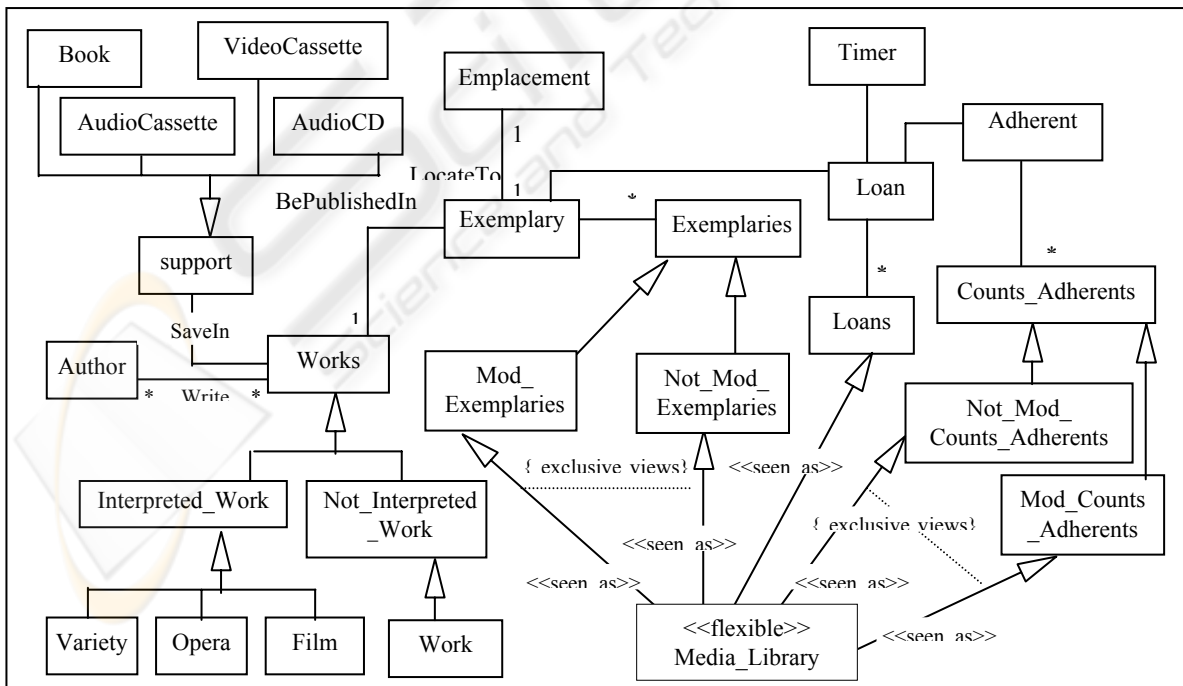 Book
VideoCassette
AudioCassette
AudioCD
Emplacement
1
LocateTo
1
BePublishedIn
Exemplary
*
Exemplaries
Timer
Adherent
Loan
*
*
support
SaveIn
1
Works
Author
*
Write
*
Counts_Adherents
Loans
Mod_
Exemplaries
Not_Mod_
Exemplaries
Not_Mod_
Counts_Adherents
Mod_Counts
_Adherents
Interpreted_Work
Not_Interpreted
_Work
{ exclusive views}
<<seen as>>
{ exclusive views}
<<seen as>>
<<seen as>>
<<seen as>>
<<seen as>>
Variety
Opera
Film
Work
<<flexible>>
Media_Library